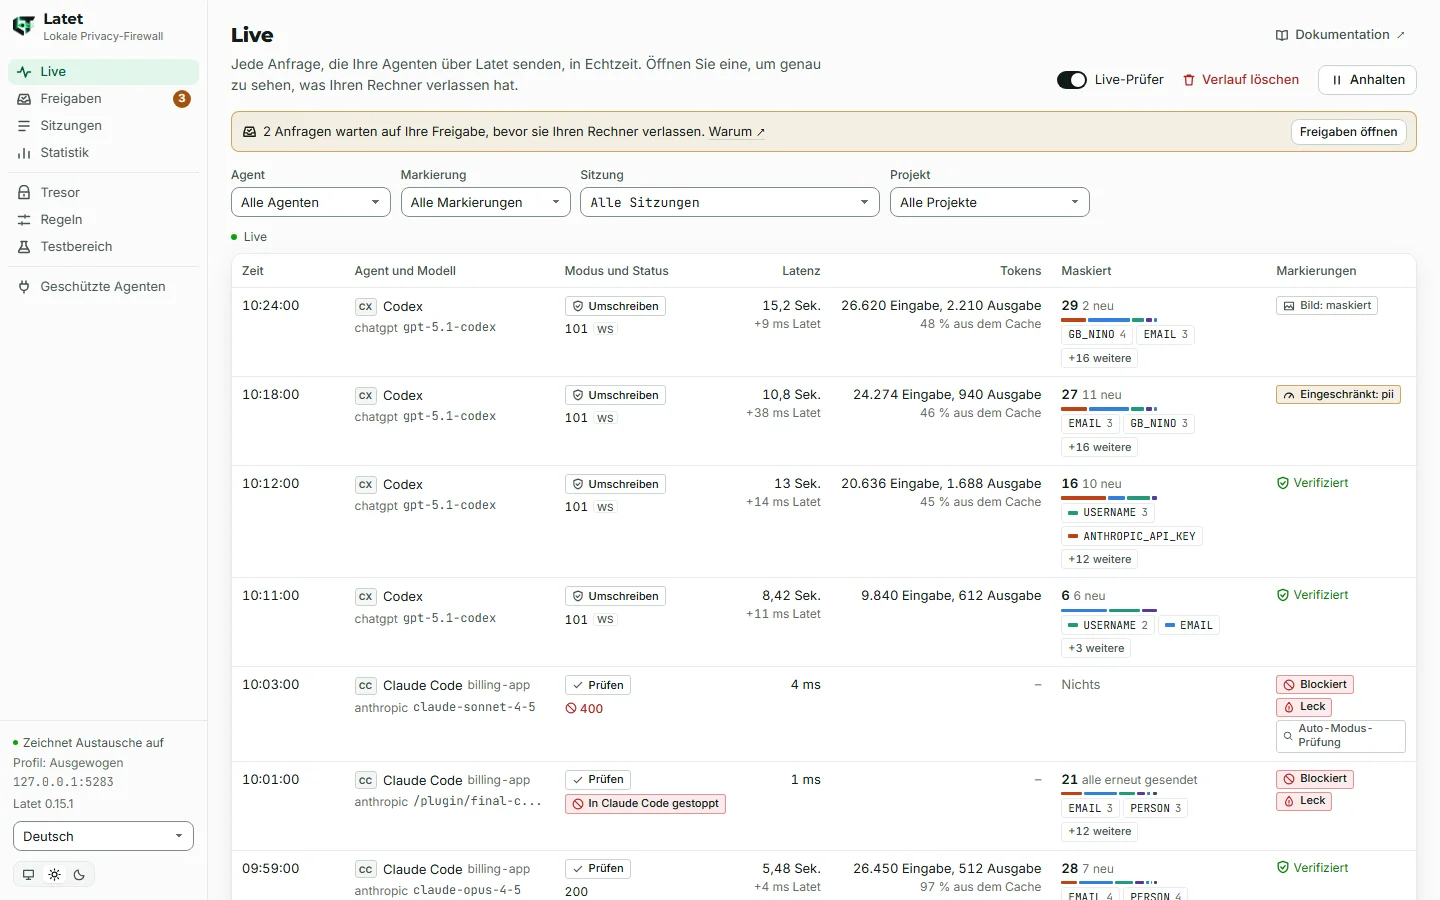 Latet
Lokale Privacy-Firewall
Live
Freigaben
3
Sitzungen
Statistik
Tresor
Regeln
Testbereich
Geschützte Agenten
Zeichnet Austausche auf
Profil: Ausgewogen
127.0.0.1:5283
Latet 0.15.1
Deutsch
Live
Jede Anfrage, die Ihre Agenten über Latet senden, in Echtzeit. Öffnen Sie eine, um genau
zu sehen, was Ihren Rechner verlassen hat.
Dokumentation ↗
Live-Prüfer
Verlauf löschen
Anhalten
2 Anfragen warten auf Ihre Freigabe, bevor sie Ihren Rechner verlassen. Warum ↗
Freigaben öffnen
Agent
Markierung
Sitzung
Projekt
Alle Agenten
Alle Markierungen
Alle Sitzungen
Alle Projekte
Live
Zeit Agent und Modell Modus und Status Latenz Tokens Maskiert Markierungen
10:24:00 CX Codex Umschreiben 15,2 Sek. 26.620 Eingabe, 2.210 Ausgabe 29 2 neu Bild: maskiert
chatgpt gpt-5.1-codex 101 WS +9 ms Latet 48 % aus dem Cache
GB_NINO 4 EMAIL 3
+16 weitere
10:18:00 CX Codex Umschreiben 10,8 Sek. 24.274 Eingabe, 940 Ausgabe 27 11 neu Eingeschränkt: pii
chatgpt gpt-5.1-codex 101 WS +38 ms Latet 46 % aus dem Cache
EMAIL 3 GB_NINO 3
+16 weitere
10:12:00 CX Codex Umschreiben 13 Sek. 20.636 Eingabe, 1.688 Ausgabe 16 10 neu Verifiziert
chatgpt gpt-5.1-codex 101 WS +14 ms Latet 45 % aus dem Cache
USERNAME 3
ANTHROPIC_API_KEY
+12 weitere
10:11:00 CX Codex Umschreiben 8,42 Sek. 9.840 Eingabe, 612 Ausgabe 6 6 neu Verifiziert
chatgpt gpt-5.1-codex 101 WS +11 ms Latet
USERNAME 2 EMAIL
+3 weitere
10:03:00 CC Claude Code billing-app Prüfen 4 ms – Nichts Blockiert
anthropic claude-sonnet-4-5 400 Leck
Auto-Modus-
Prüfung
10:01:00 CC Claude Code billing-app Prüfen 1 ms – 21 alle erneut gesendet Blockiert
anthropic /plugin/final-c... In Claude Code gestoppt Leck
EMAIL 3 PERSON 3
+12 weitere
09:59:00 CC Claude Code billing-app Prüfen 5,48 Sek. 26.450 Eingabe, 512 Ausgabe 28 7 neu Verifiziert
anthropic claude-opus-4-5 200 +4 ms Latet 97 % aus dem Cache
EMAIL 4 PERSON 4